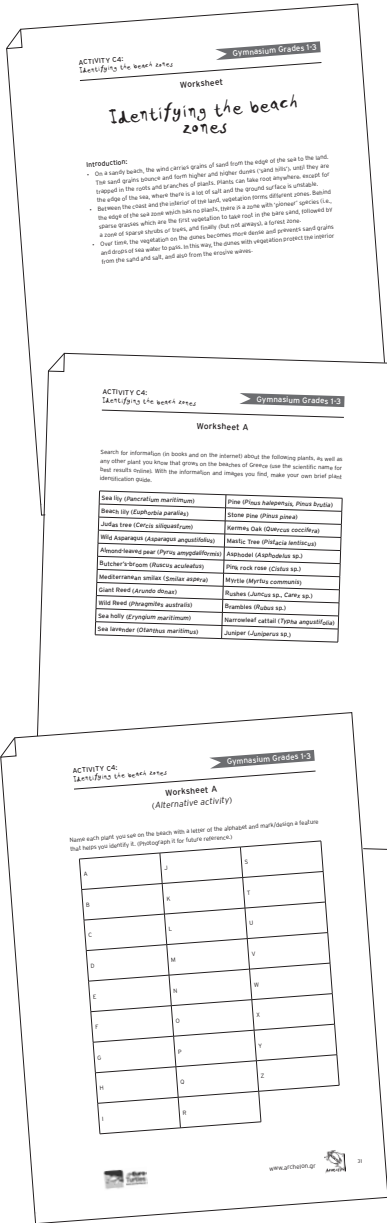 ACTIVITY C4:
Identifying the beach zones
Gymnasium Grades 1-3
Worksheet
Identifying the beach
zones
Introduction:
• On a sandy beach, the wind carries grains of sand from the edge of the sea to the land.
The sand grains bounce and form higher and higher dunes ('sand hills'), until they are
trapped in the roots and branches of plants. Plants can take root anywhere, except for
the edge of the sea, where there is a lot of salt and the ground surface is unstable.
• Between the coast and the interior of the land, vegetation forms different zones. Behind
the edge of the sea zone which has no plants, there is a zone with 'pioneer' species (i.e.,
sparse grasses which are the first vegetation to take root in the bare sand, followed by
a zone of sparse shrubs or trees, and finally (but not always), a forest zone.
• Over time, the vegetation on the dunes becomes more dense and prevents sand grains
and drops of sea water to pass. In this way, the dunes with vegetation protect the interior
from the sand and salt, and also from the erosive waves.
ACTIVITY C4:
Identifying the beach zones
Gymnasium Grades 1-3
Worksheet A
Search for information (in books and on the internet) about the following plants, as well as
any other plant you know that grows on the beaches of Greece (use the scientific name for
best results online). With the information and images you find, make your own brief plant
identification guide.
Sea lily (Pancratium maritimum)
Pine (Pinus halepensis, Pinus brutia)
Beach lily (Euphorbia paralias)
Stone Pine (Pinus pinea)
Judas tree (Cercis siliquastrum)
Kermes Oak (Quercus coccifera)
Wild Asparagus (Asparagus angustifolius)
Mastic Tree (Pistacia lentiscus)
Almond-leaved pear (Pyrus amygdaliformis)
Asphodel (Asphodelus sp.)
Butcher's-broom (Ruscus aculeatus)
Pink rock rose (Cistus sp.)
Mediterranean smilax (Smilax aspera)
Myrtle (Myrtus communis)
Giant Reed (Arundo donax)
Rushes (Juncus sp., Carex sp.)
Wild Reed (Phragmites australis)
Brambles (Rubus sp.)
Sea holly (Eryngium maritimum)
Narrowleaf cattail (Typha angustifolia)
Sea lavender (Otanthus maritimus)
Juniper (Juniperus sp.)
ACTIVITY C4:
Identifying the beach zones
Gymnasium Grades 1-3
Worksheet A
(Alternative activity)
Name each plant you see on the beach with a letter of the alphabet and mark/design a feature
that helps you identify it. (Photograph it for future reference.)
A
J
S
B
K
T
C
L
U
D
M
V
E
N
W
F
O
X
G
P
Y
H
Q
Z
I
R
www.archelon.gr
31